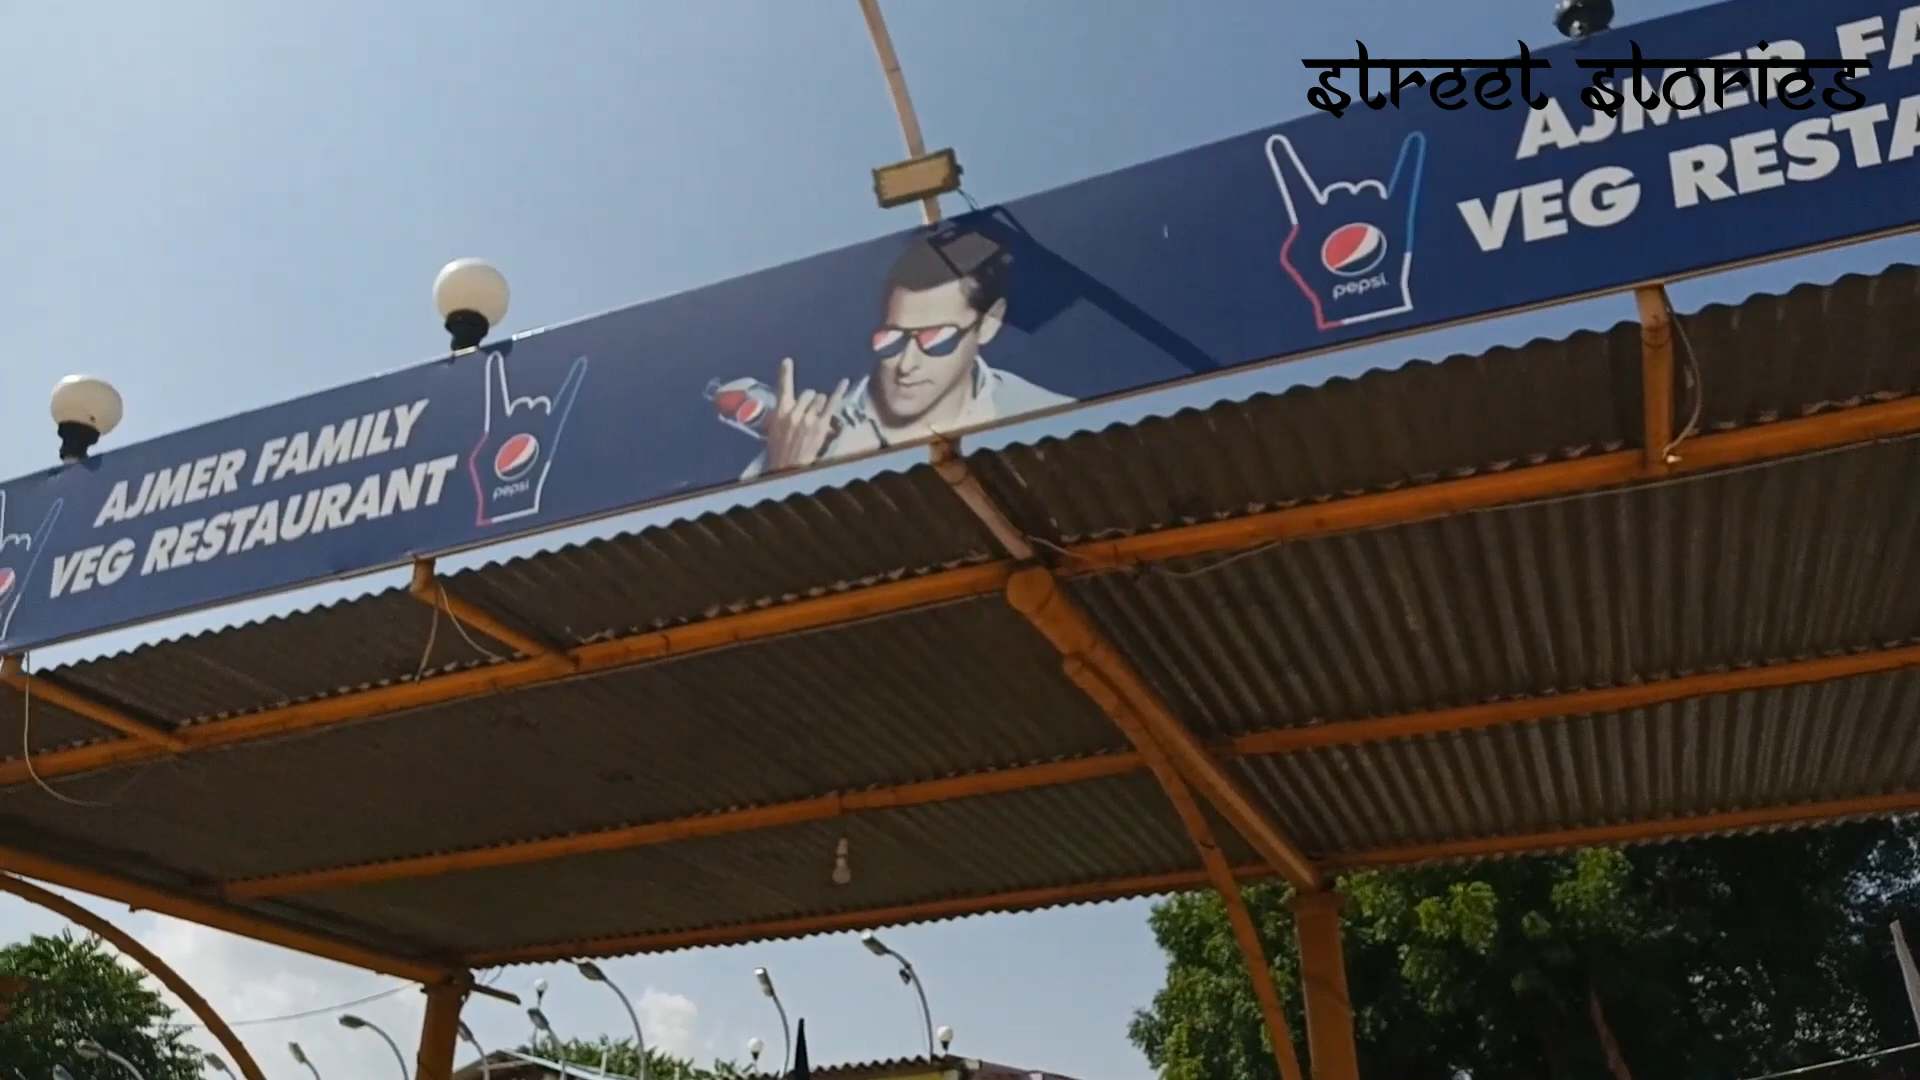 street stories
AJMER FAMILY
VEG RESTAURANT
pepsi
pepsi
AJMER FA
VEG RESTA